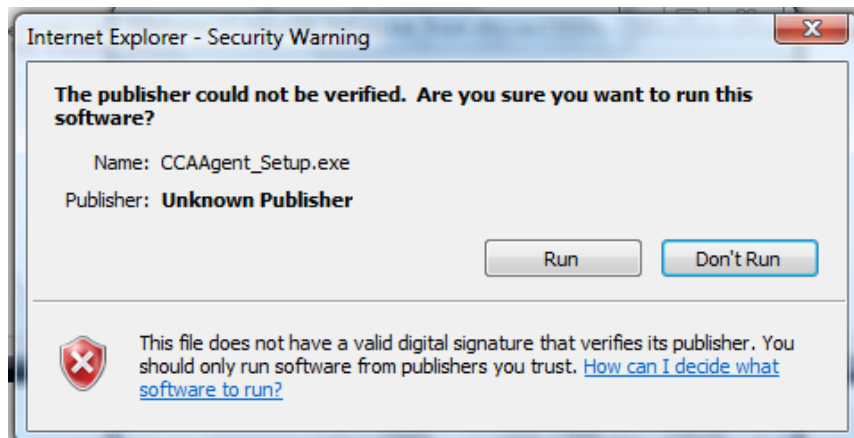 Internet Explorer - Security Warning
The publisher could not be verified. Are you sure you want to run this
software?
Name: CCAAgent_Setup.exe
Publisher: Unknown Publisher
Run
Don't Run
This file does not have a valid digital signature that verifies its publisher. You
should only run software from publishers you trust. How can I decide what
software to run?